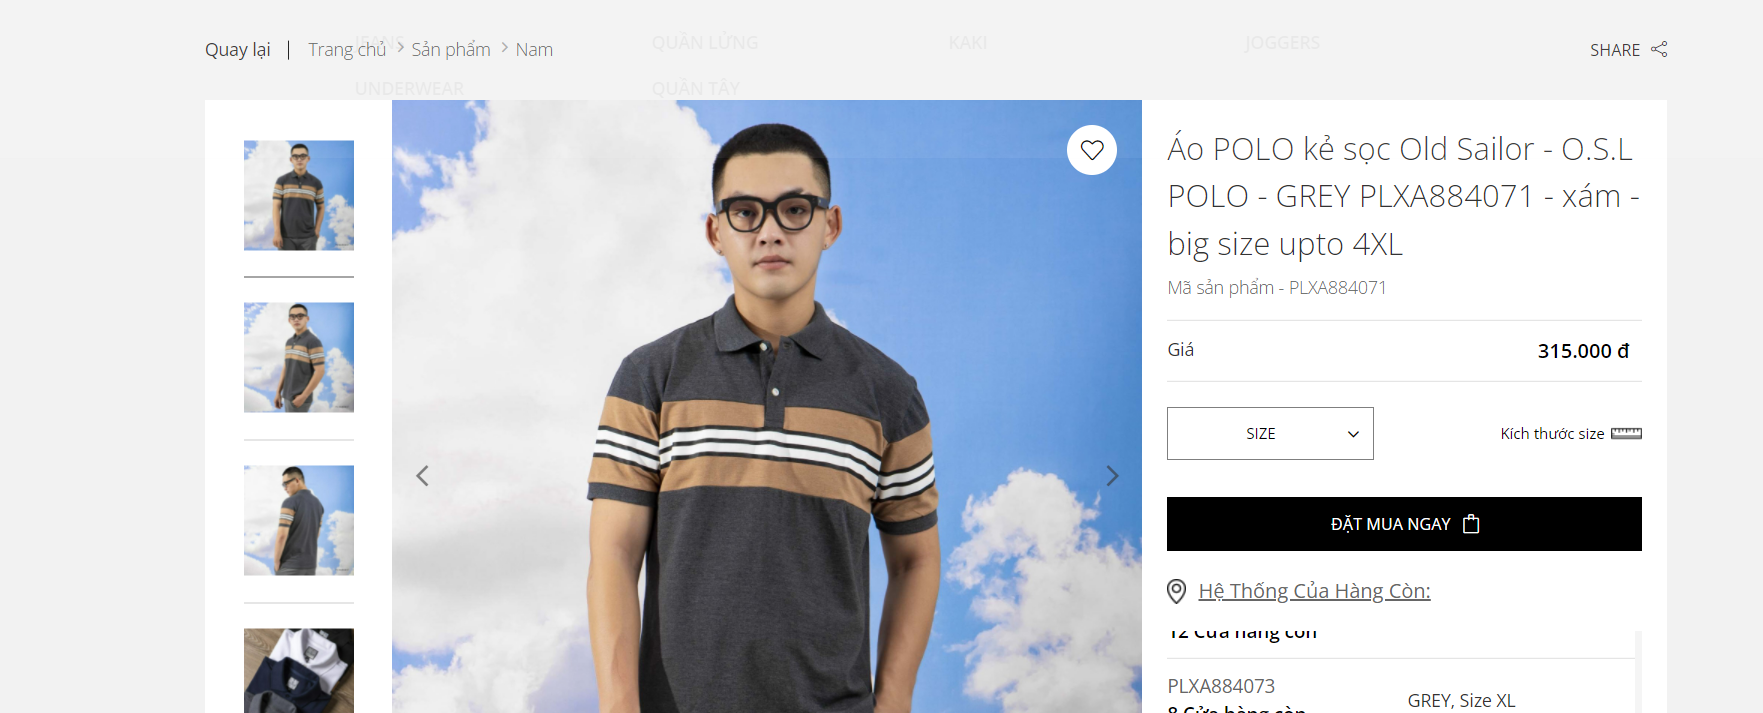 JEANS
QUẦN LỬNG
KAKI
JOGGERS
Quay lại | Trang chủ > Sản phẩm > Nam
SHARE
UNDERWEAR
QUẦN TÂY
Áo POLO kẻ sọc Old Sailor - O.S.L
POLO - GREY PLXA884071 - xám -
big size upto 4XL
Mã sản phẩm - PLXA884071
Giá
315.000 đ
SIZE
Kích thước size
ĐẶT MUA NGAY
Hệ Thống Của Hàng Còn:
12 Cửa hàng còn
PLXA884073
GREY, Size XL
8 Cửa hàng còn